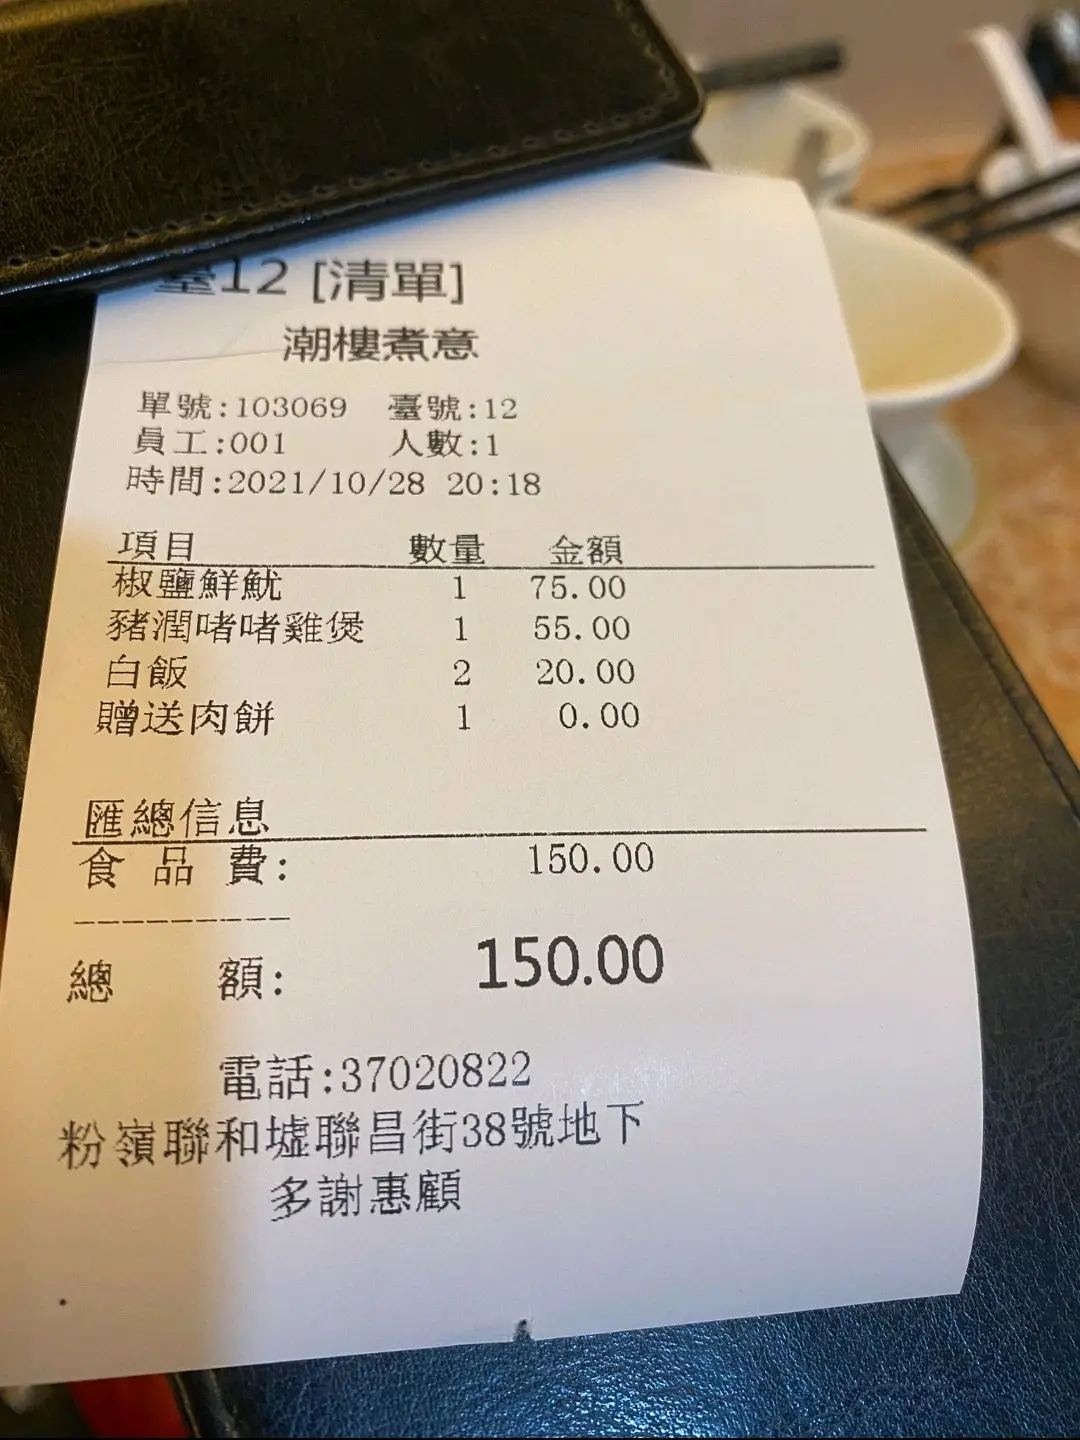 臺12 [清單]
潮樓煮意
單號:103069 臺號:12
員工:001 人數:1
時間:2021/10/28 20:18
項目 數量 金額
椒鹽鮮魷 1 75.00
豬潤啫啫雞煲 1 55.00
白飯 2 20.00
贈送肉餅 1 0.00
匯總信息
食品費: 150.00
---------
總額: 150.00
電話:37020822
粉嶺聯和墟聯昌街38號地下
多謝惠顧